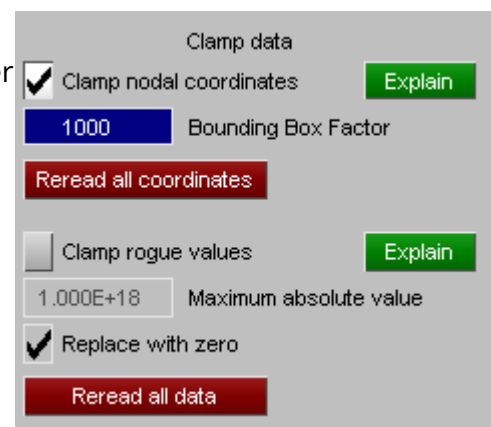 Clamp data
er
Clamp nodal coordinates Explain
1000 Bounding Box Factor
Reread all coordinates
Clamp rogue values Explain
1.000E+18 Maximum absolute value
Replace with zero
Reread all data